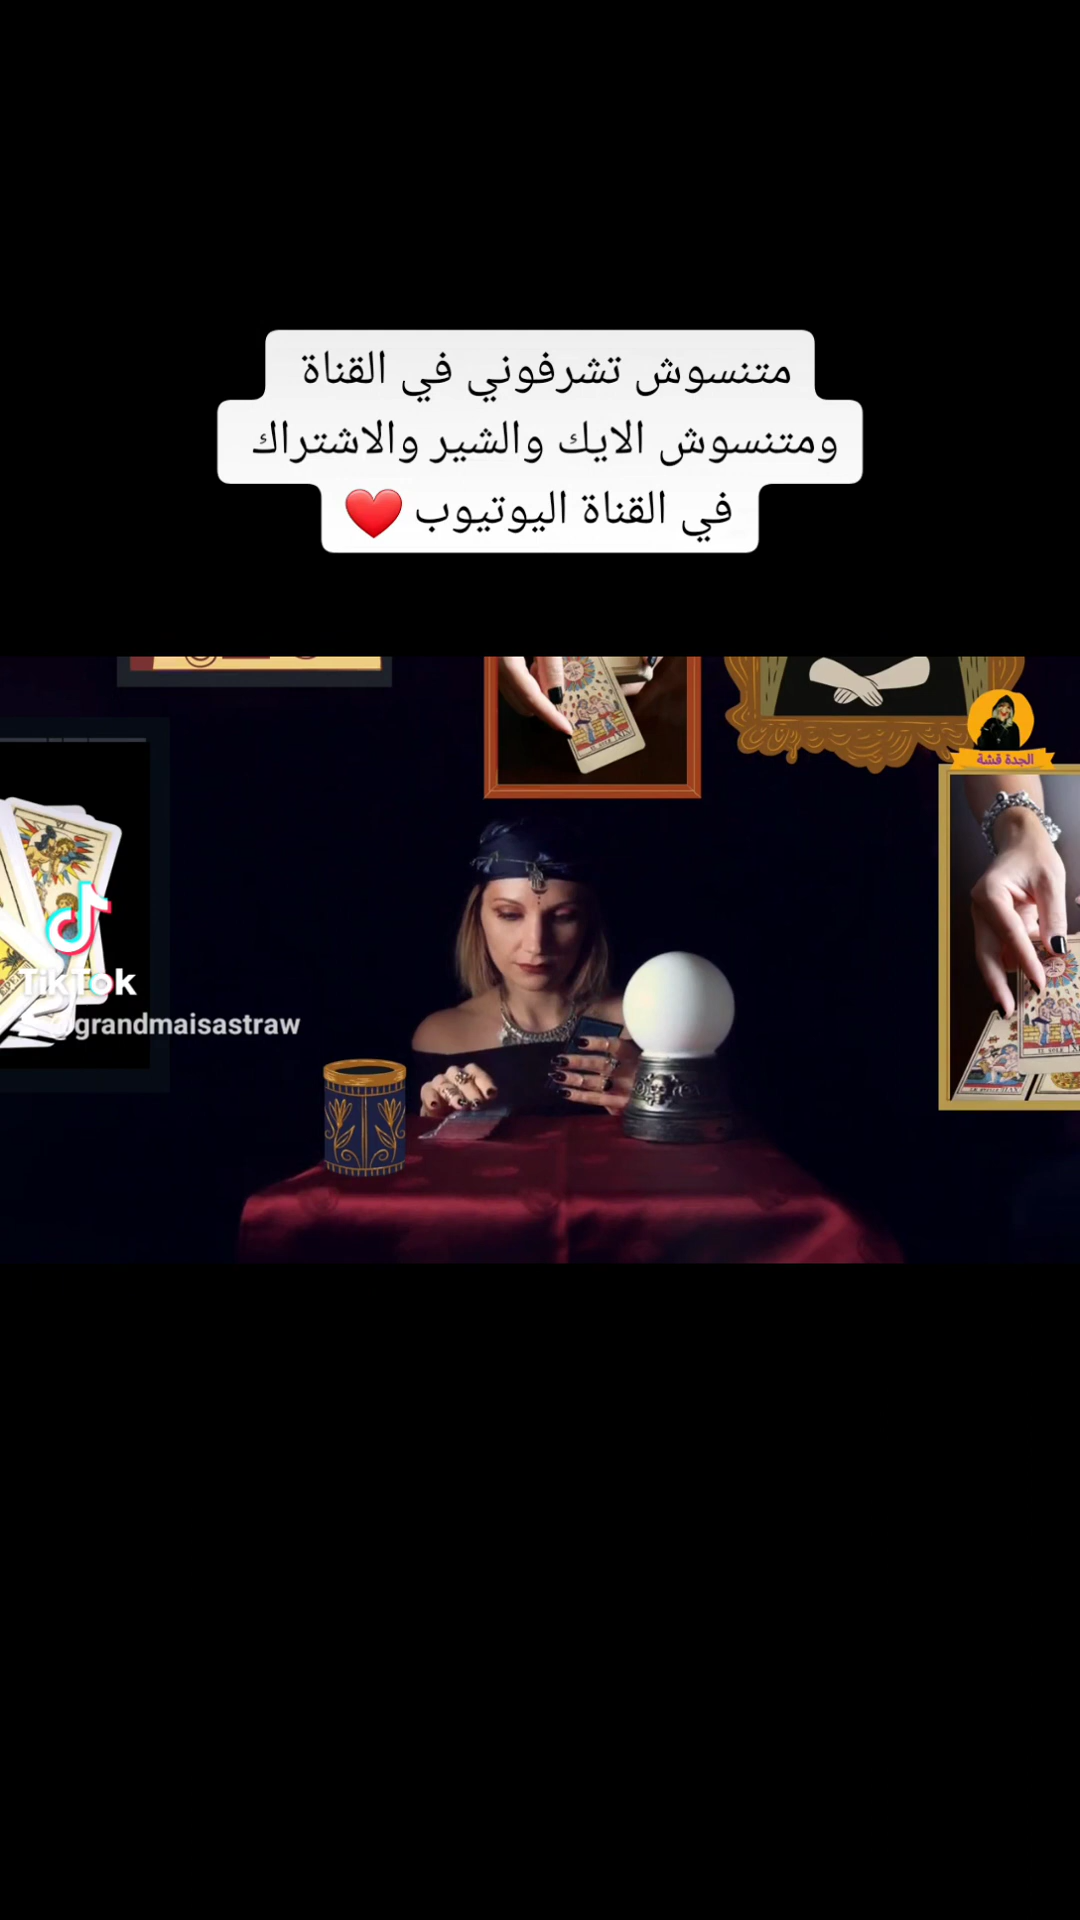 متنسوش تشرفوني في القناة
ومتنسوش الايك والشير والاشتراك
في القناة اليوتيوب ❤️
الجدة قشة
TikTok
@grandmaisastraw